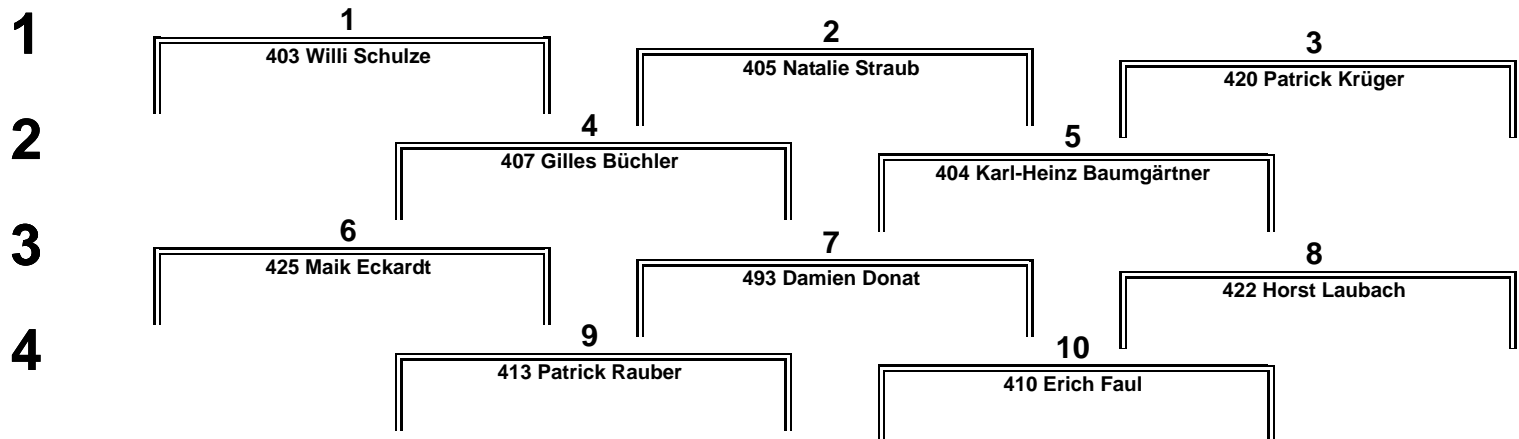 1
1
403 Willi Schulze
2
405 Natalie Straub
3
420 Patrick Krüger
2
4
407 Gilles Büchler
5
404 Karl-Heinz Baumgärtner
3
6
425 Maik Eckardt
7
493 Damien Donat
8
422 Horst Laubach
4
9
413 Patrick Rauber
10
410 Erich Faul